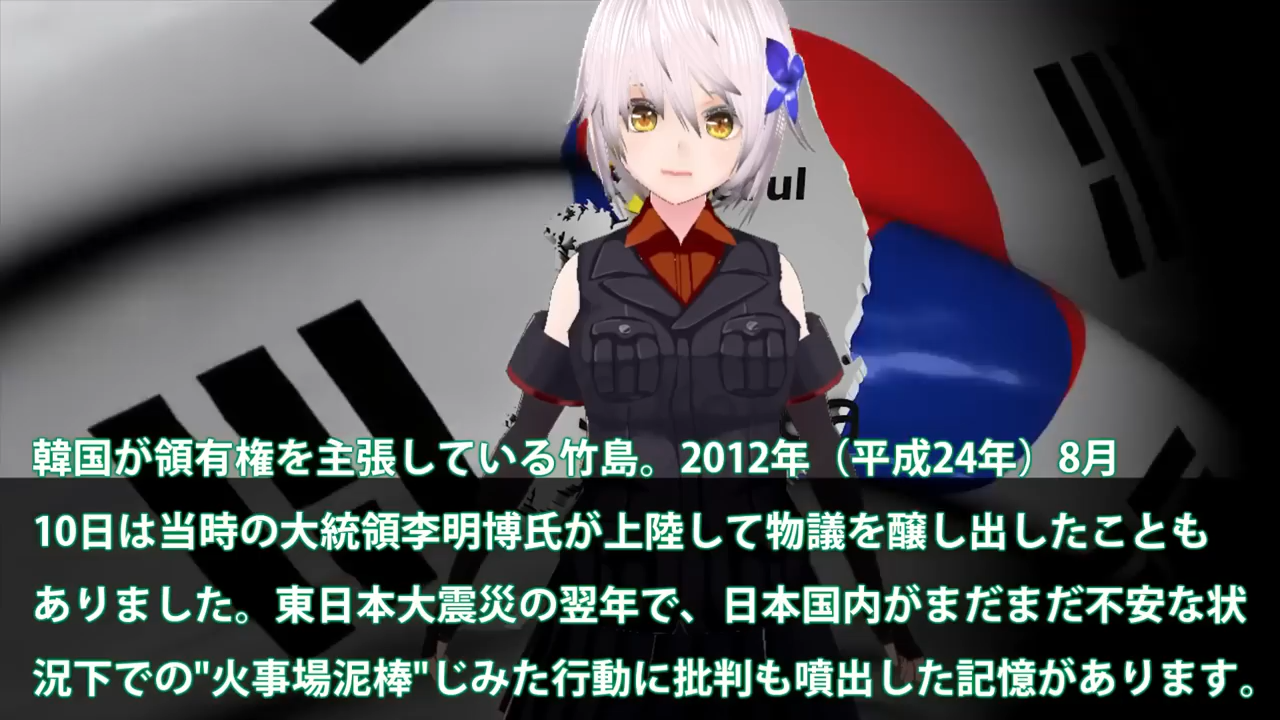 ul
韓国が領有権を主張している竹島。2012年（平成24年）8月
10日は当時の大統領李明博氏が上陸して物議を醸し出したことも
ありました。東日本大震災の翌年で、日本国内がまだまだ不安な状
況下での"火事場泥棒"じみた行動に批判も噴出した記憶があります。